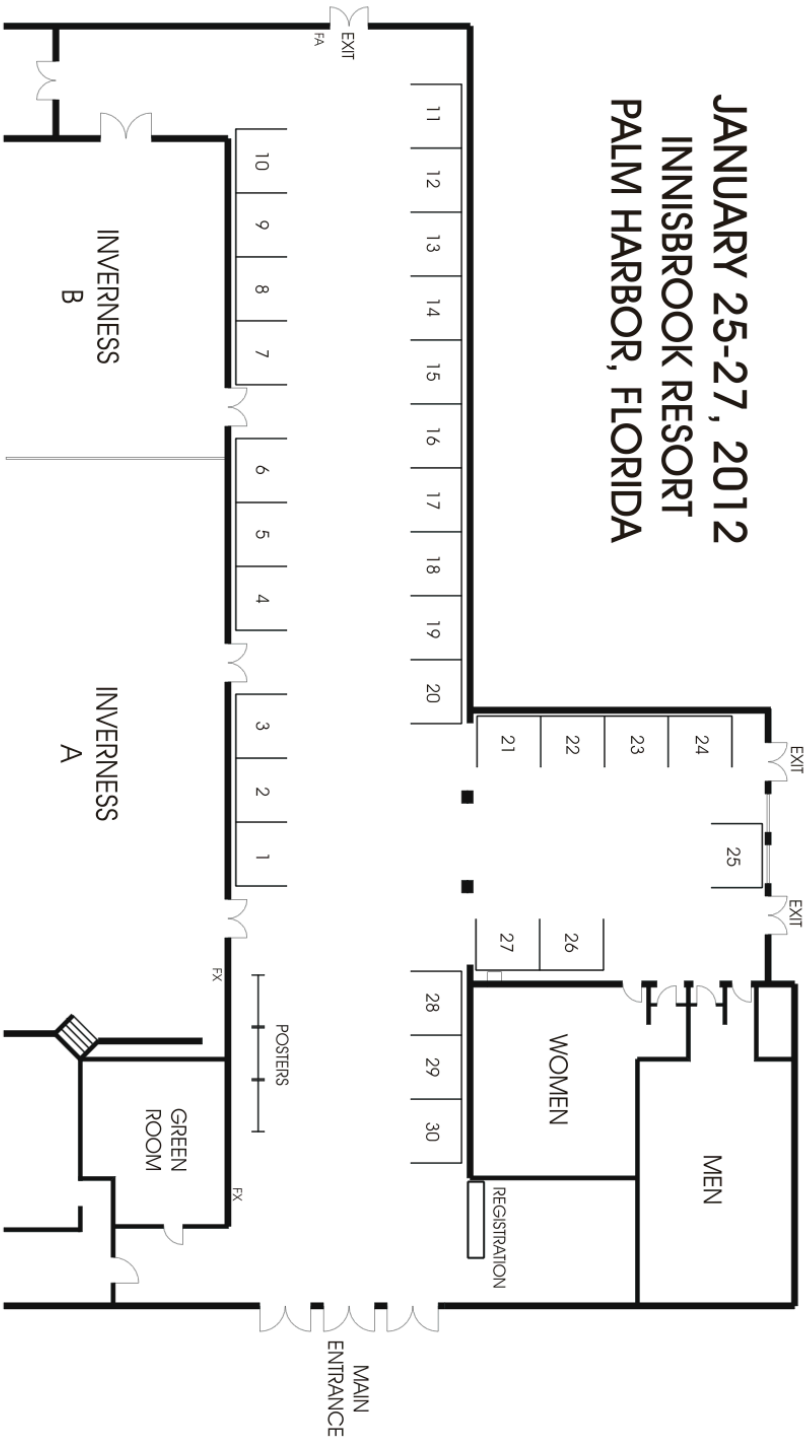 JANUARY 25-27, 2012
INNISBROOK RESORT
PALM HARBOR, FLORIDA
EXIT
EXIT
EXIT
FA
11
12
13
14
15
16
17
18
19
20
21
22
23
24
25
26
27
28
29
30
10
9
8
7
6
5
4
3
2
1
INVERNESS
B
INVERNESS
A
FX
POSTERS
GREEN
ROOM
FX
WOMEN
MEN
REGISTRATION
MAIN
ENTRANCE